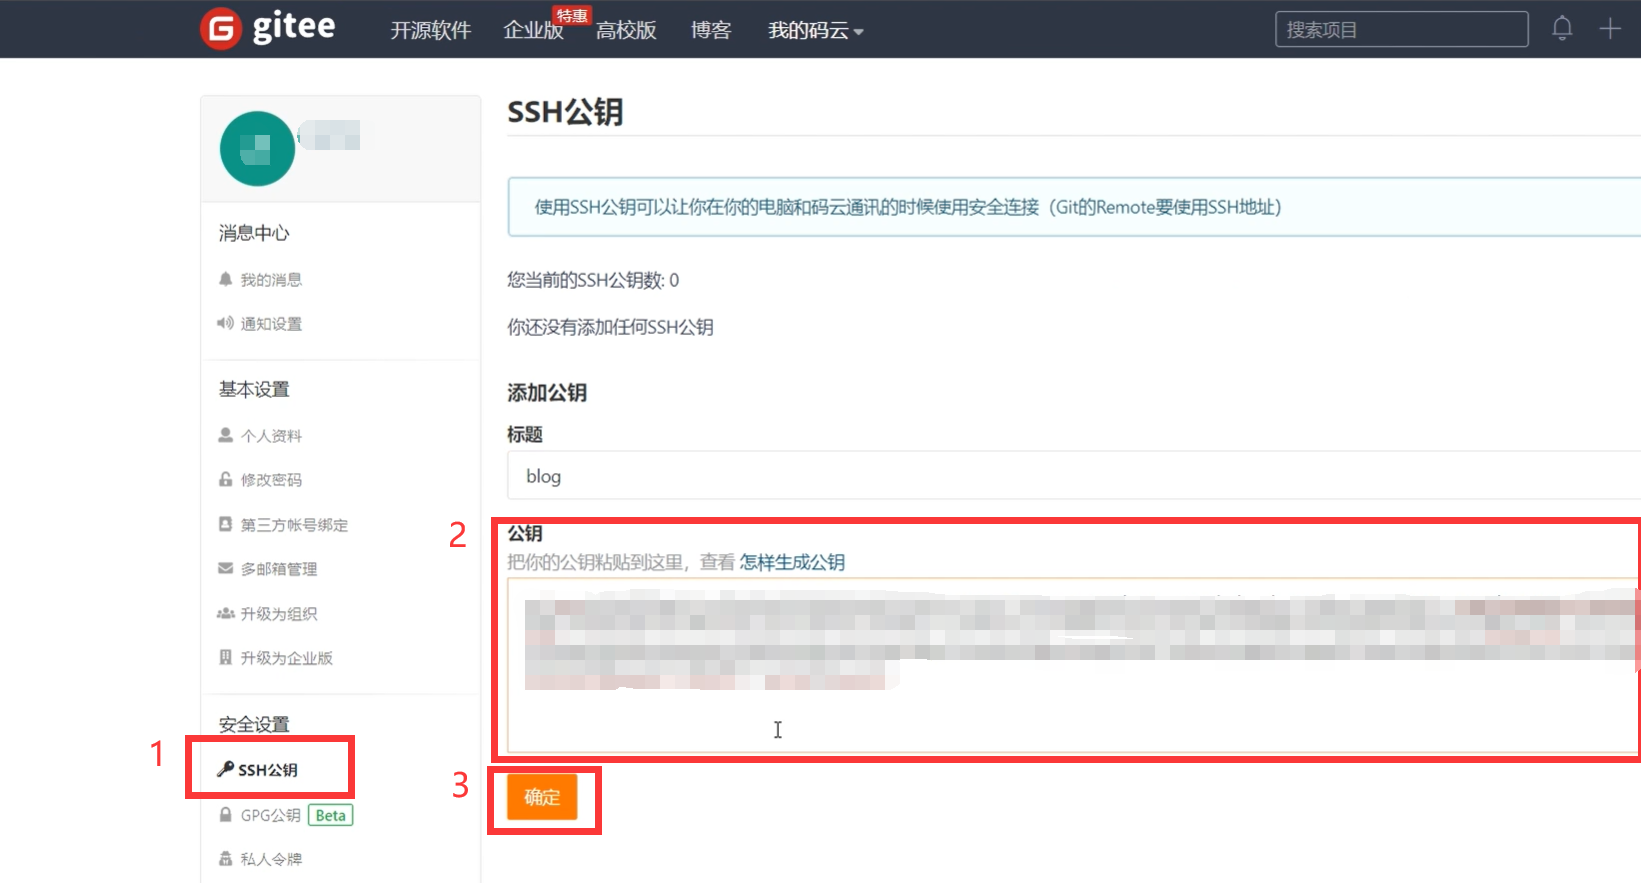 gitee 开源软件 企业版 特惠 高校版 博客 我的码云 搜索项目
SSH公钥
使用SSH公钥可以让你在你的电脑和码云通讯的时候使用安全连接（Git的Remote要使用SSH地址）
消息中心
我的消息
通知设置
您当前的SSH公钥数: 0
你还没有添加任何SSH公钥
基本设置
个人资料
修改密码
第三方帐号绑定
多邮箱管理
升级为组织
升级为企业版
添加公钥
标题
blog
2
公钥
把你的公钥粘贴到这里，查看 怎样生成公钥
安全设置
1
SSH公钥
GPG公钥 Beta
私人令牌
3
确定